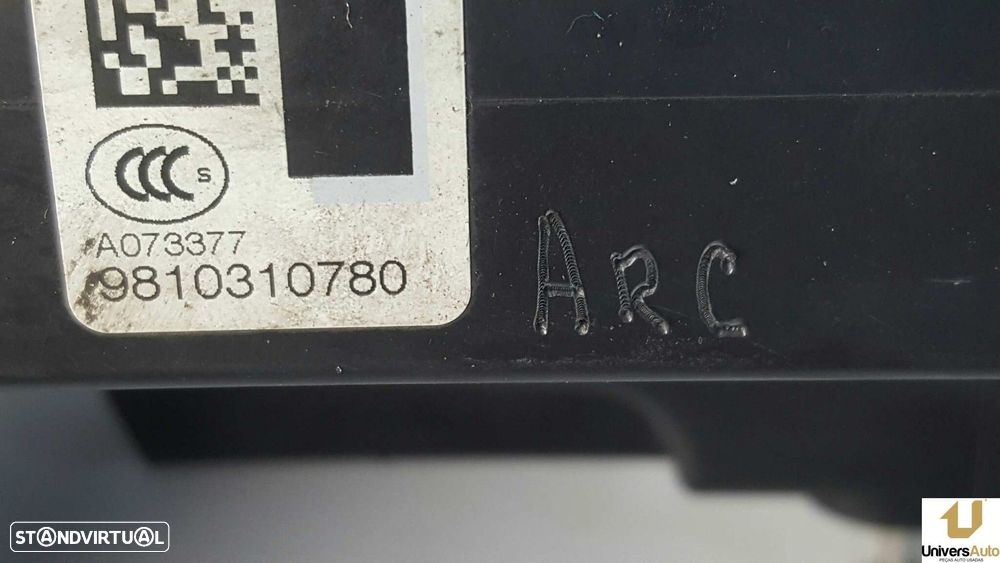 CCC S
A073377
9810310780
ARC
STANDVIRTUAL
UniversAuto
PEÇAS AUTO USADAS